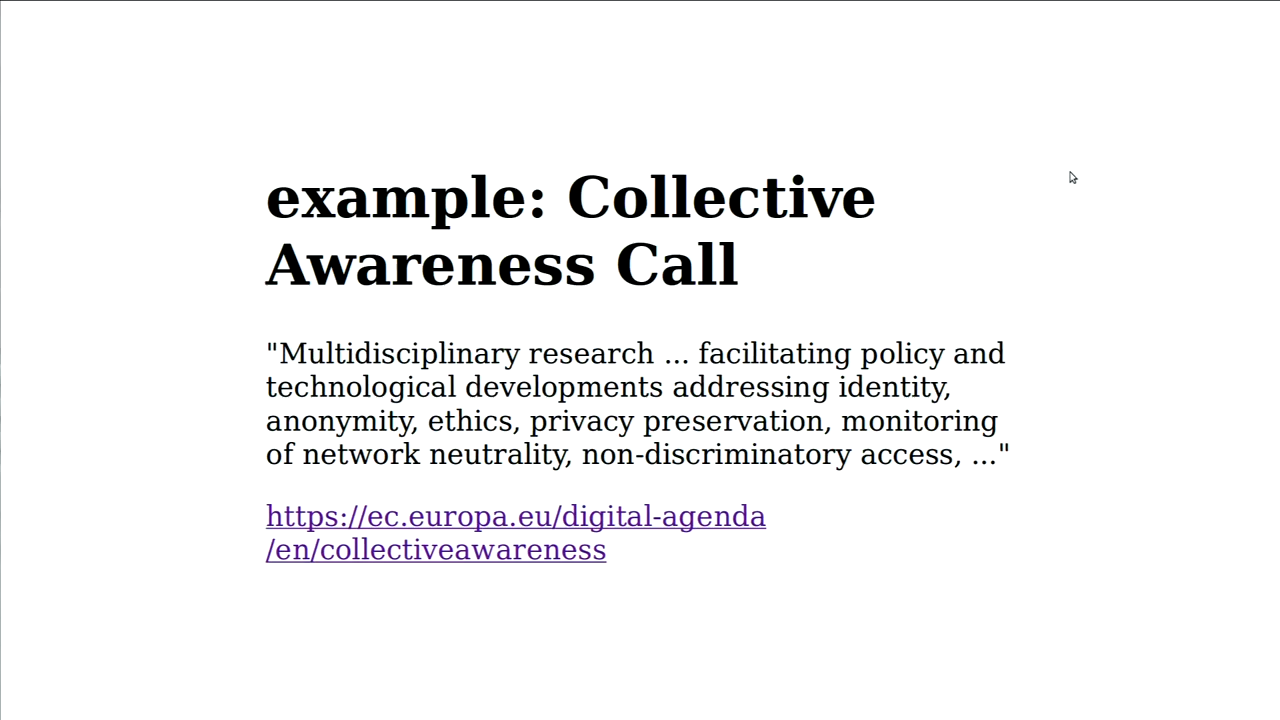 example: Collective
Awareness Call
"Multidisciplinary research ... facilitating policy and
technological developments addressing identity,
anonymity, ethics, privacy preservation, monitoring
of network neutrality, non-discriminatory access, ..."
https://ec.europa.eu/digital-agenda
/en/collectiveawareness